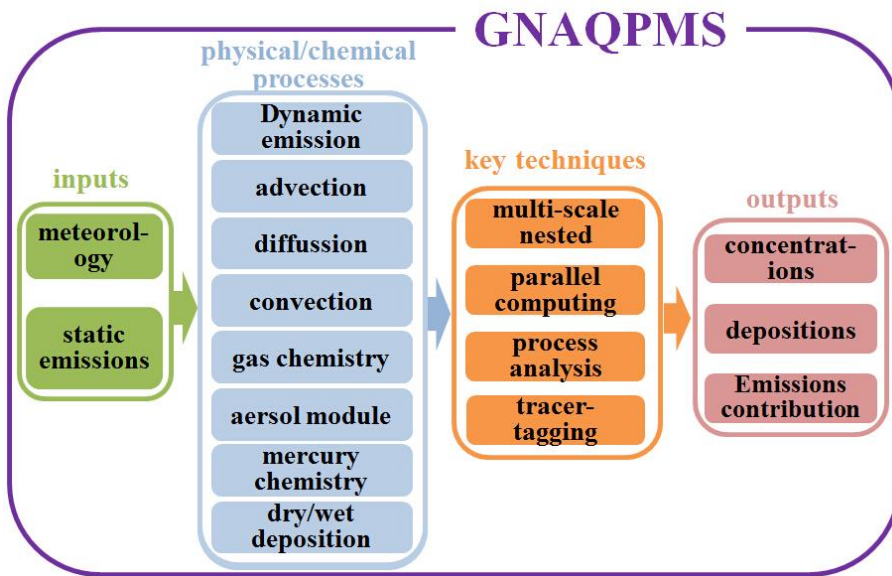 GNAQPMS
inputs
meteorol-
ogy
static
emissions
physical/chemical
processes
Dynamic
emission
advection
diffussion
convection
gas chemistry
aersol module
mercury
chemistry
dry/wet
deposition
key techniques
multi-scale
nested
parallel
computing
process
analysis
tracer-
tagging
outputs
concentrat-
ions
depositions
Emissions
contribution